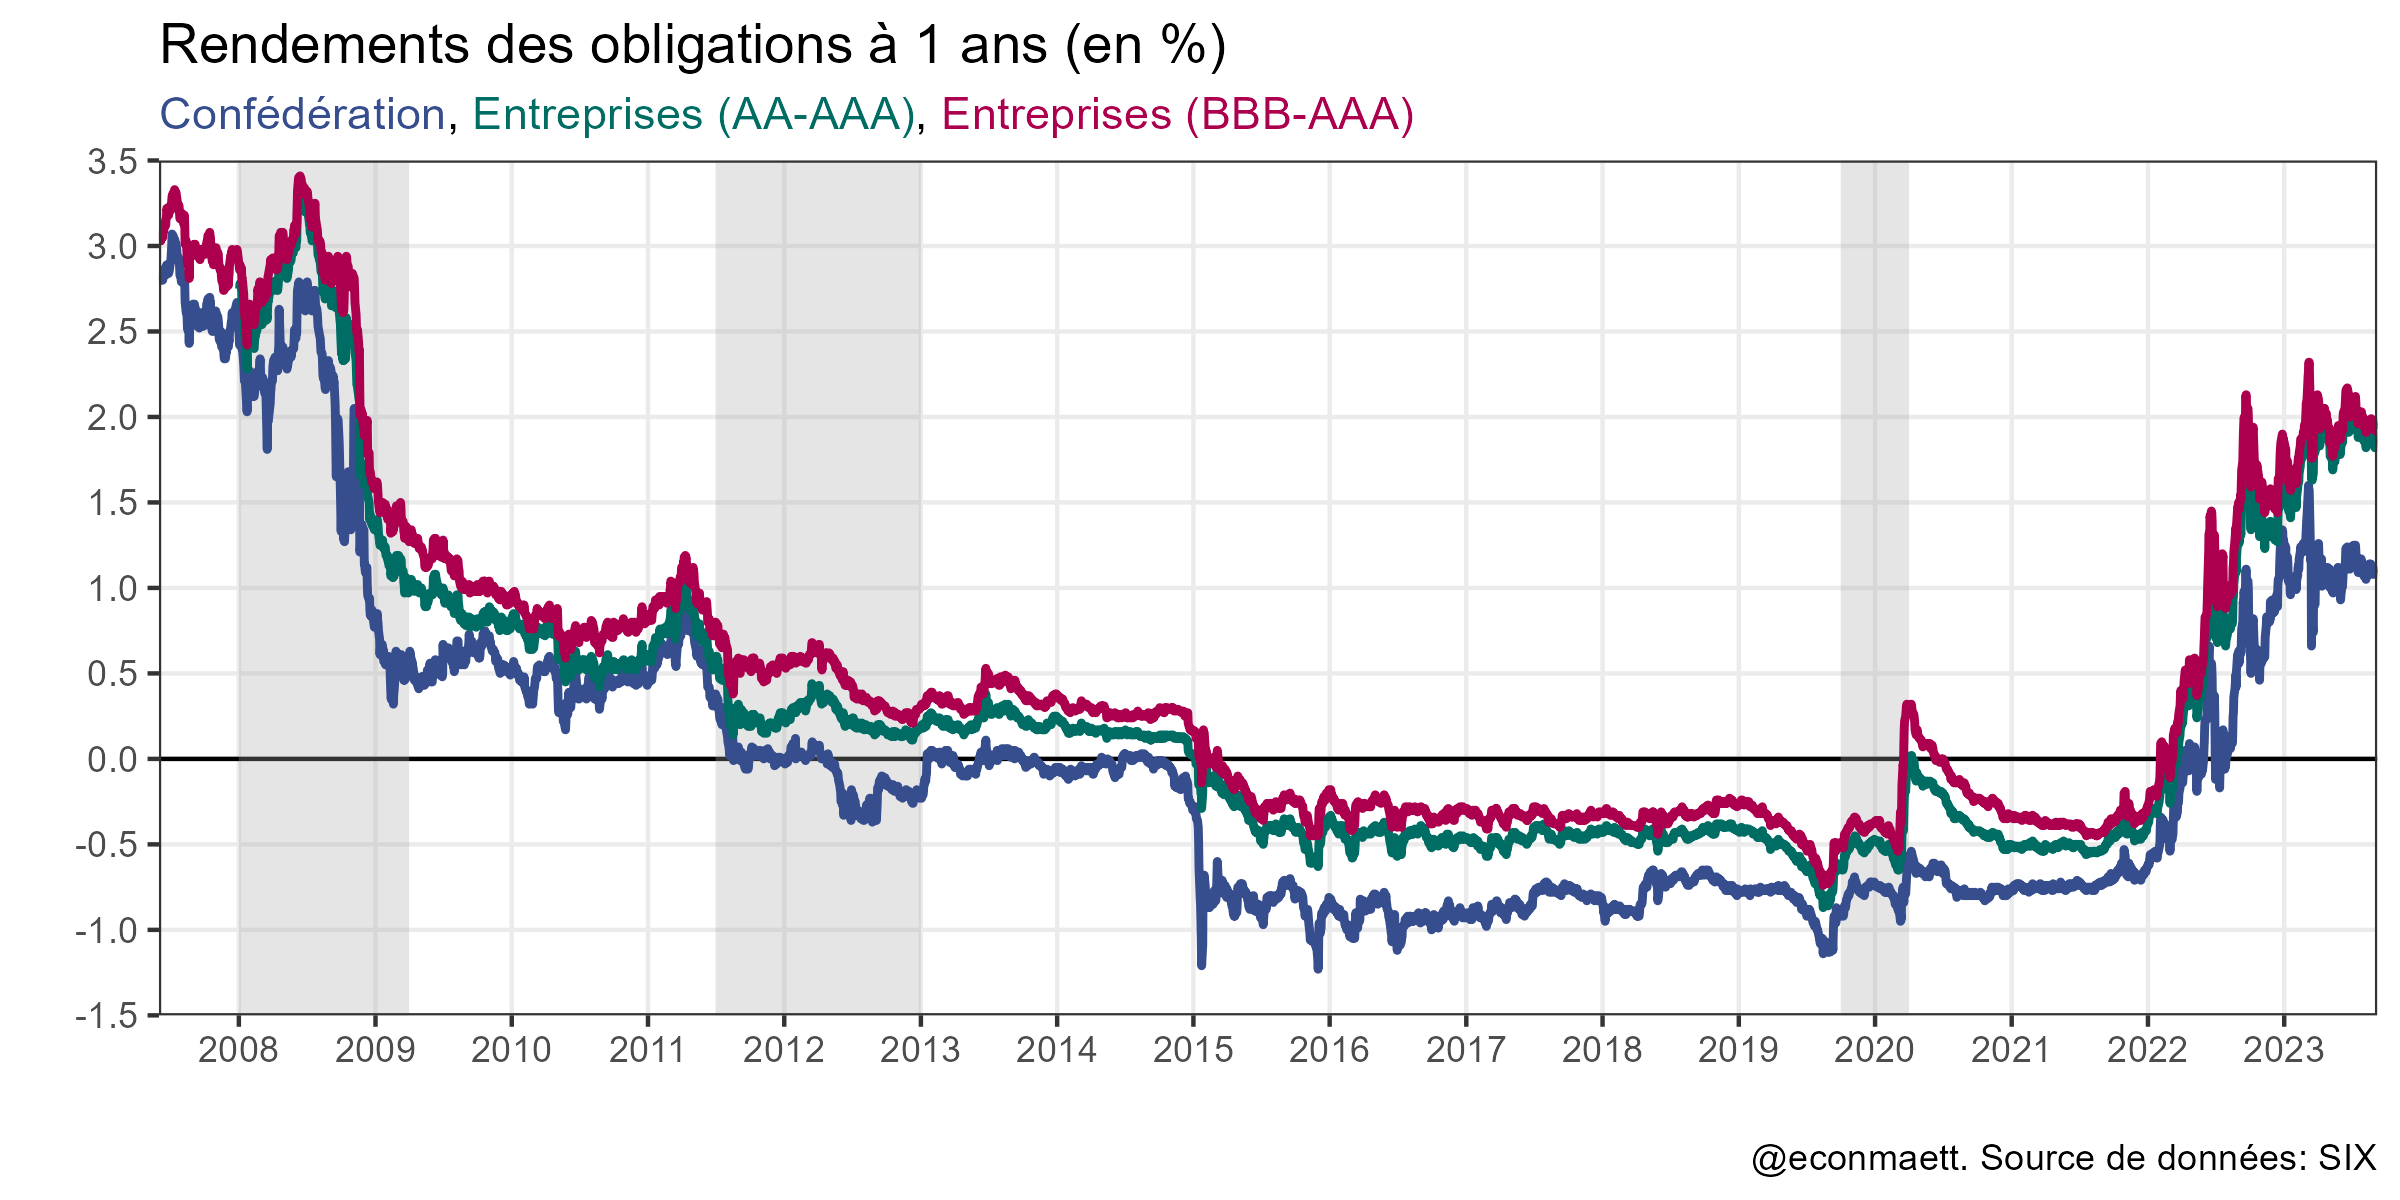 Rendements des obligations à 1 ans (en %)
Confédération, Entreprises (AA-AAA), Entreprises (BBB-AAA)
3.5
3.0
2.5
2.0
1.5
1.0
0.5
0.0
-0.5
-1.0
-1.5
2008 2009 2010 2011 2012 2013 2014 2015 2016 2017 2018 2019 2020 2021 2022 2023
@econmaett. Source de données: SIX